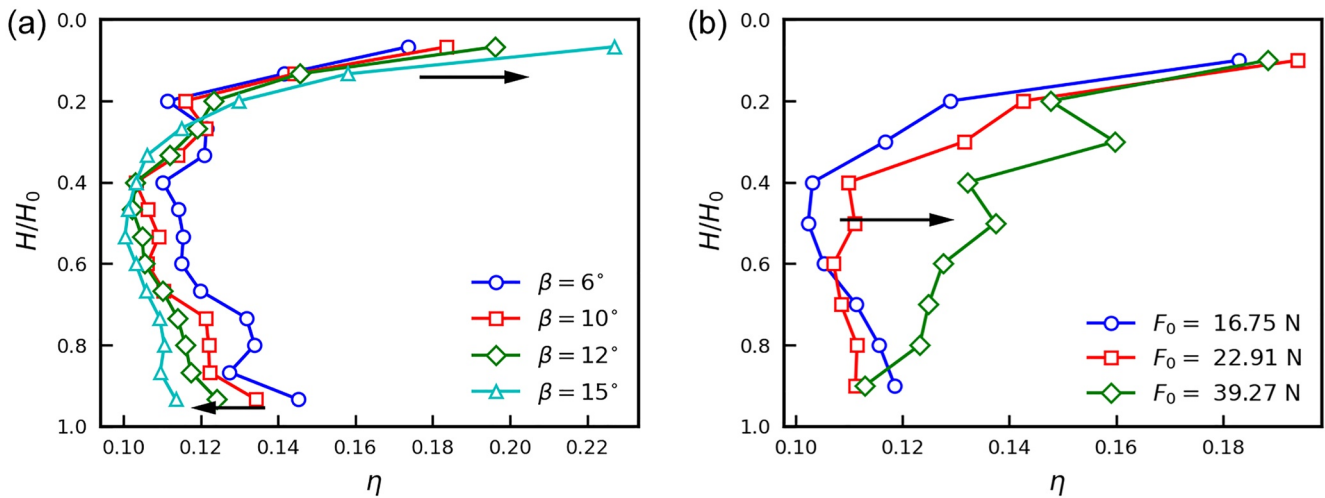 (a)
0.0
0.2
0.4
0.6
0.8
1.0
H/H₀
β = 6°
β = 10°
β = 12°
β = 15°
0.10 0.12 0.14 0.16 0.18 0.20 0.22
η
(b)
0.0
0.2
0.4
0.6
0.8
1.0
H/H₀
F₀ = 16.75 N
F₀ = 22.91 N
F₀ = 39.27 N
0.10 0.12 0.14 0.16 0.18
η